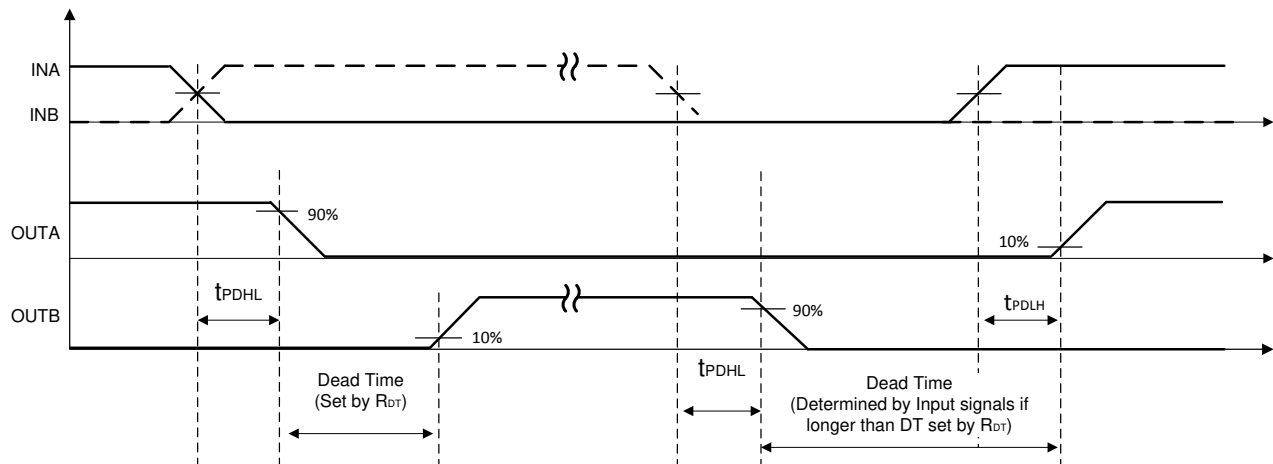 INA
INB
OUTA
90%
10%
tPDHL
tPDLH
OUTB
90%
10%
tPDHL
Dead Time
(Set by RDT)
Dead Time
(Determined by Input signals if
longer than DT set by RDT)